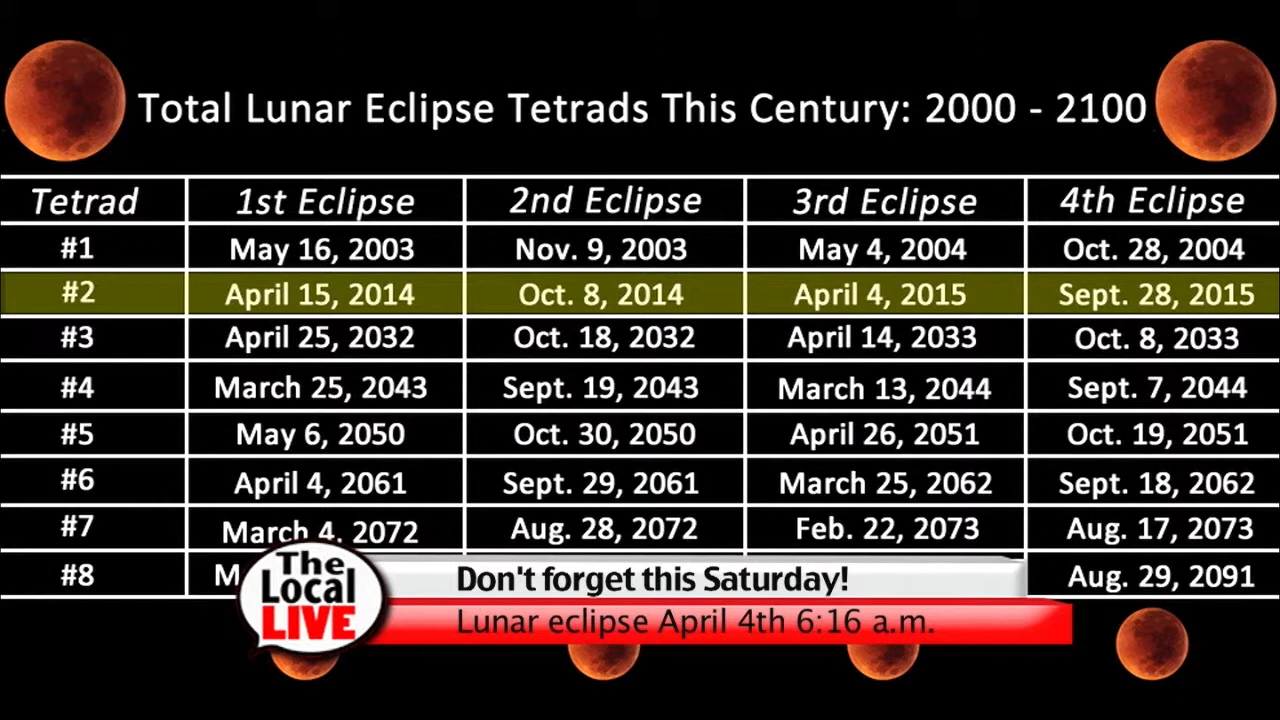 Total Lunar Eclipse Tetrads This Century: 2000 - 2100
Tetrad 1st Eclipse 2nd Eclipse 3rd Eclipse 4th Eclipse
#1 May 16, 2003 Nov. 9, 2003 May 4, 2004 Oct. 28, 2004
#2 April 15, 2014 Oct. 8, 2014 April 4, 2015 Sept. 28, 2015
#3 April 25, 2032 Oct. 18, 2032 April 14, 2033 Oct. 8, 2033
#4 March 25, 2043 Sept. 19, 2043 March 13, 2044 Sept. 7, 2044
#5 May 6, 2050 Oct. 30, 2050 April 26, 2051 Oct. 19, 2051
#6 April 4, 2061 Sept. 29, 2061 March 25, 2062 Sept. 18, 2062
#7 March 4, 2072 Aug. 28, 2072 Feb. 22, 2073 Aug. 17, 2073
#8 Aug. 29, 2091
The
Local
LIVE
Don't forget this Saturday!
Lunar eclipse April 4th 6:16 a.m.